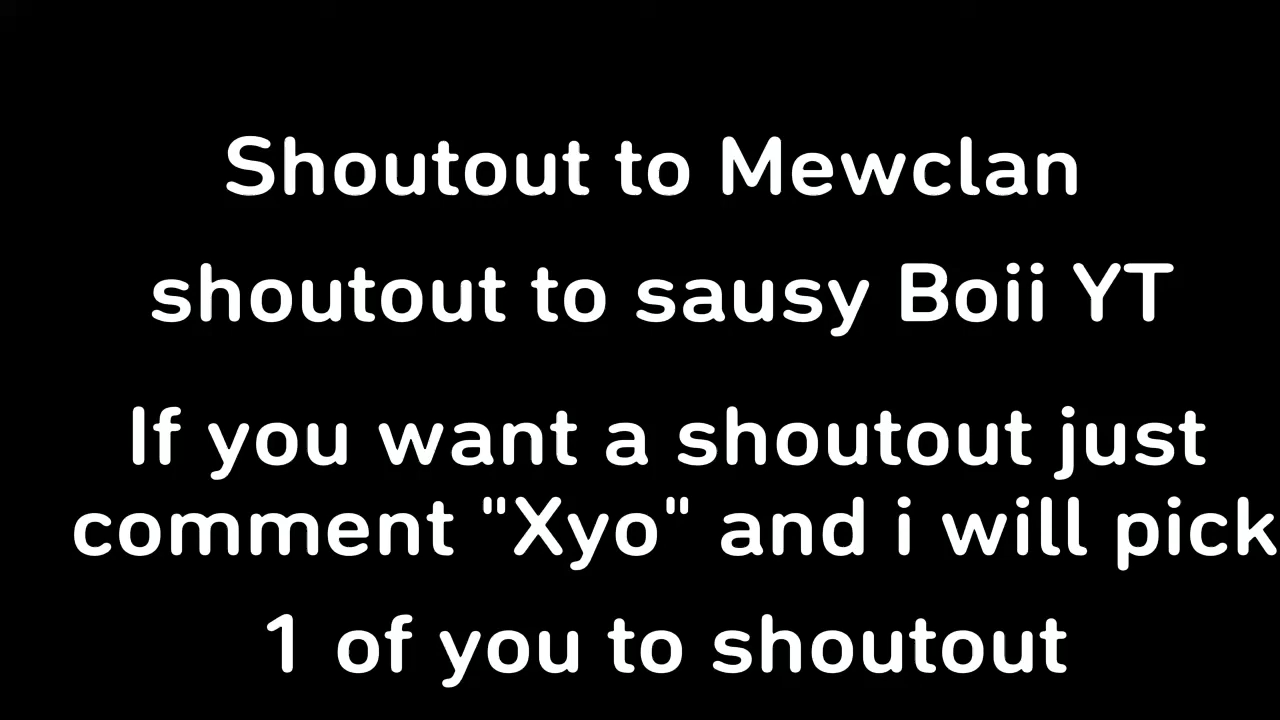 Shoutout to Mewclan
shoutout to sausy Boii YT
If you want a shoutout just
comment "Xyo" and i will pick
1 of you to shoutout